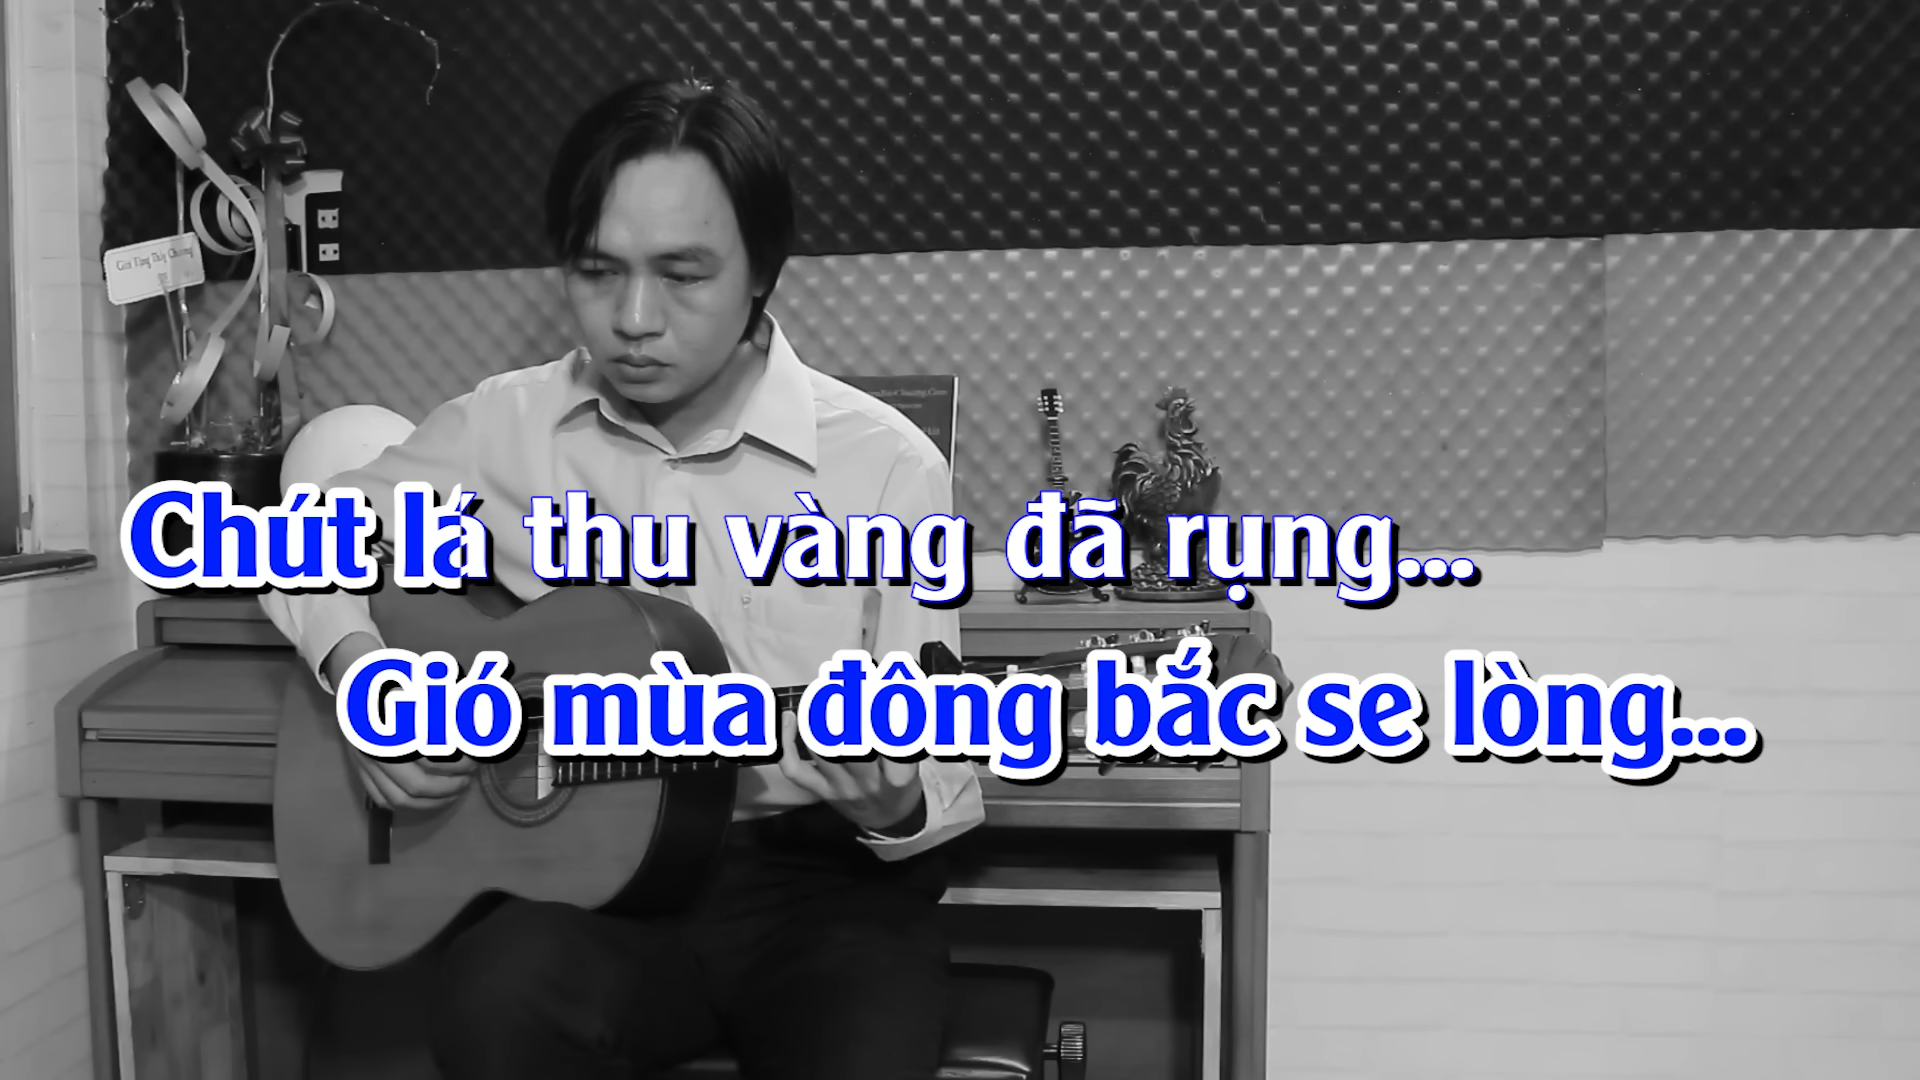 Chút lá thu vàng đã rụng...
Gió mùa đông bắc se lòng...